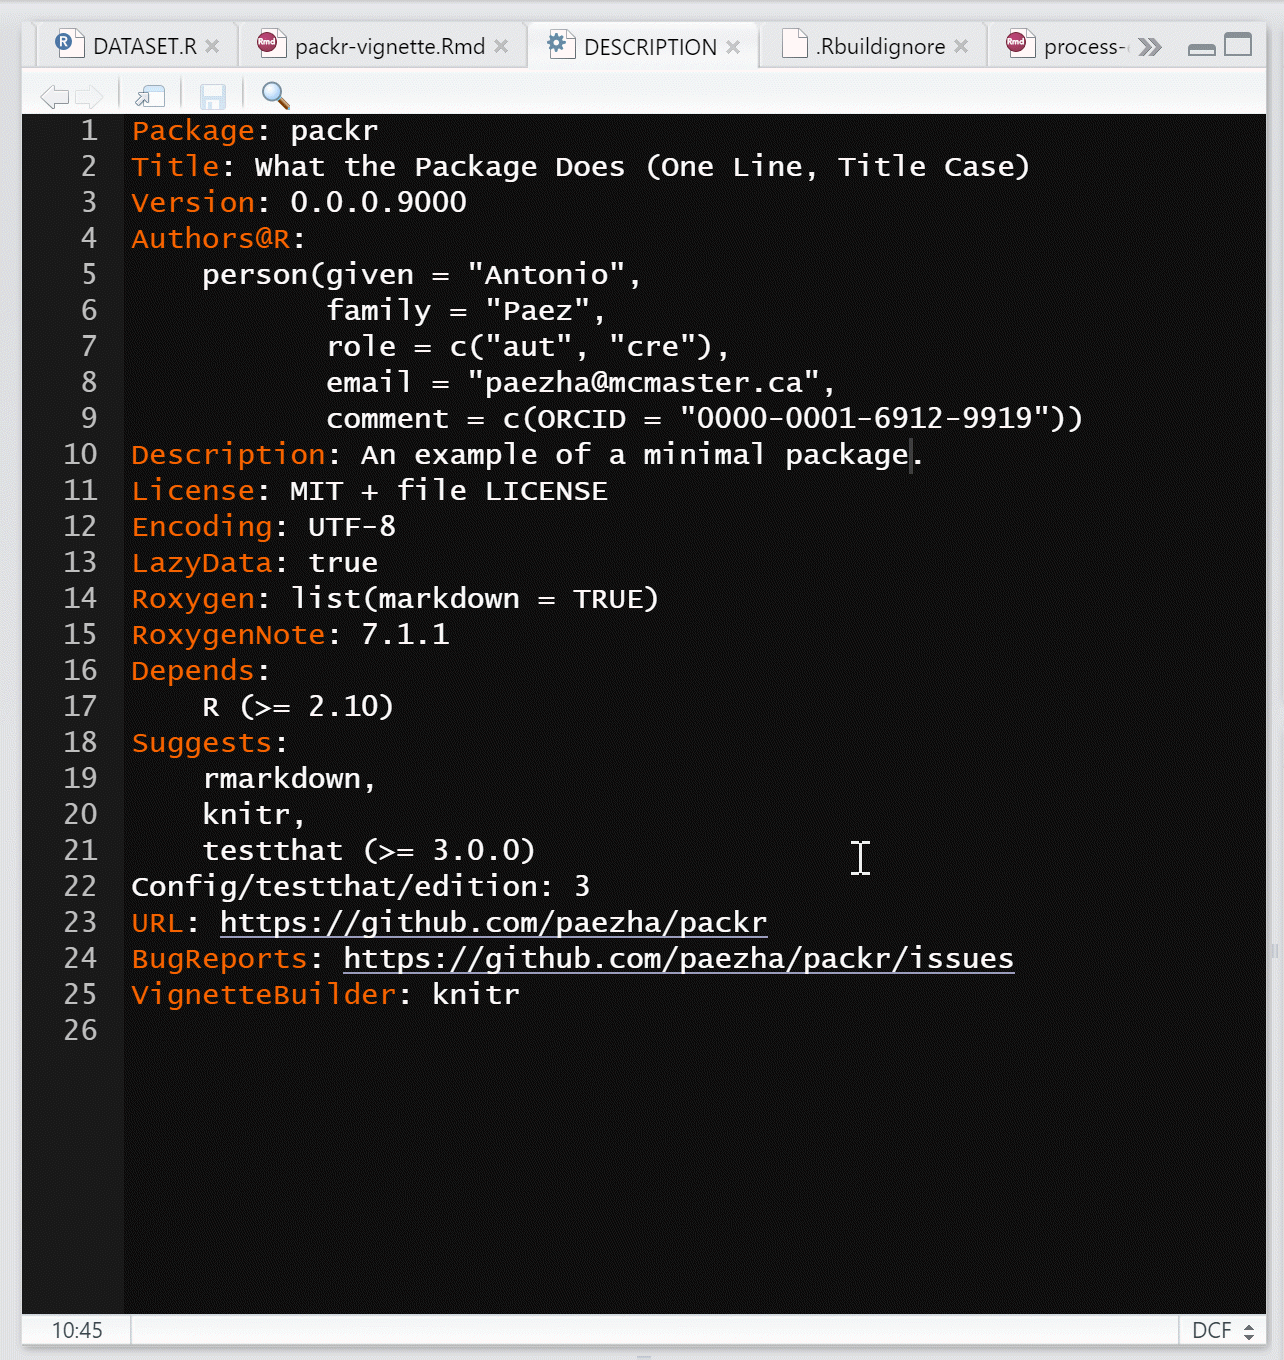 DATASET.R packr-vignette.Rmd DESCRIPTION .Rbuildignore process-
1 Package: packr
2 Title: What the Package Does (One Line, Title Case)
3 Version: 0.0.0.9000
4 Authors@R:
5     person(given = "Antonio",
6            family = "Paez",
7            role = c("aut", "cre"),
8            email = "paezha@mcmaster.ca",
9            comment = c(ORCID = "0000-0001-6912-9919"))
10 Description: An example of a minimal package.
11 License: MIT + file LICENSE
12 Encoding: UTF-8
13 LazyData: true
14 Roxygen: list(markdown = TRUE)
15 RoxygenNote: 7.1.1
16 Depends:
17     R (>= 2.10)
18 Suggests:
19     rmarkdown,
20     knitr,
21     testthat (>= 3.0.0)
22 Config/testthat/edition: 3
23 URL: https://github.com/paezha/packr
24 BugReports: https://github.com/paezha/packr/issues
25 VignetteBuilder: knitr
26
10:45 DCF